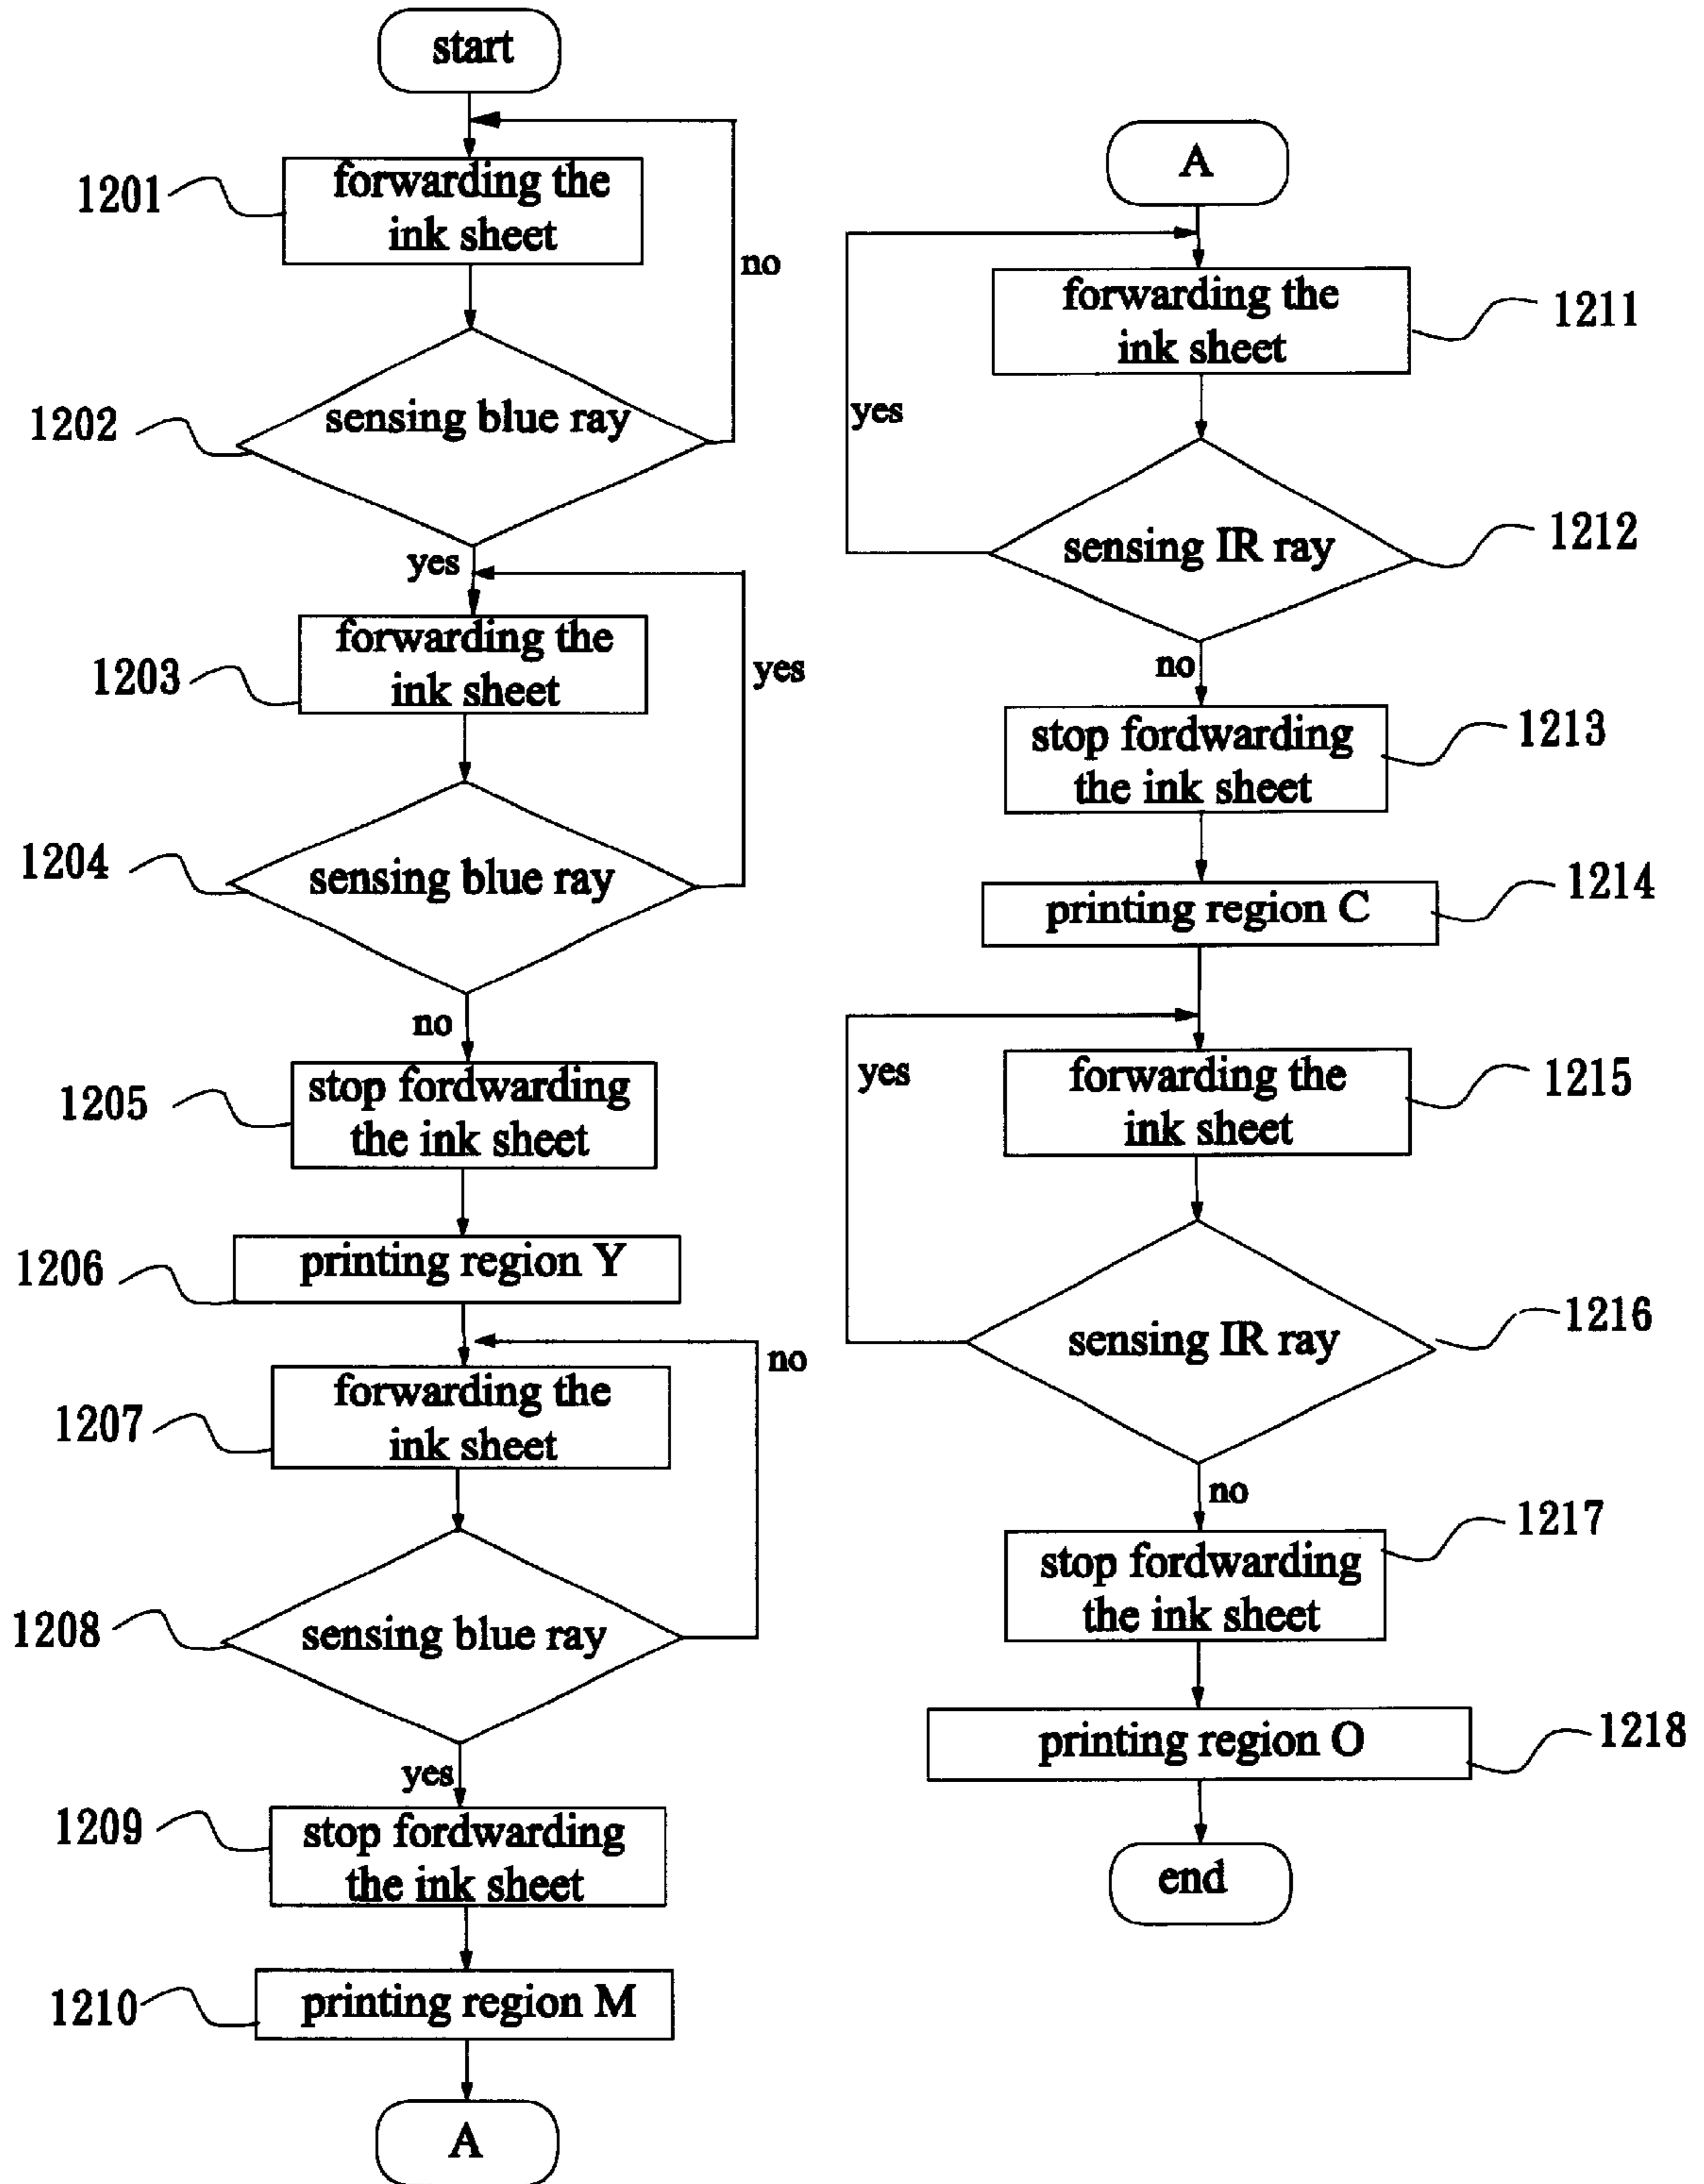 start
1201
forwarding the
ink sheet
no
1202
sensing blue ray
yes
1203
forwarding the
ink sheet
yes
1204
sensing blue ray
no
1205
stop fordwarding
the ink sheet
1206
printing region Y
no
1207
forwarding the
ink sheet
1208
sensing blue ray
yes
1209
stop fordwarding
the ink sheet
1210
printing region M
A
A
forwarding the
ink sheet
1211
yes
sensing IR ray
1212
no
stop fordwarding
the ink sheet
1213
printing region C
1214
yes
forwarding the
ink sheet
1215
sensing IR ray
1216
no
stop fordwarding
the ink sheet
1217
printing region O
1218
end